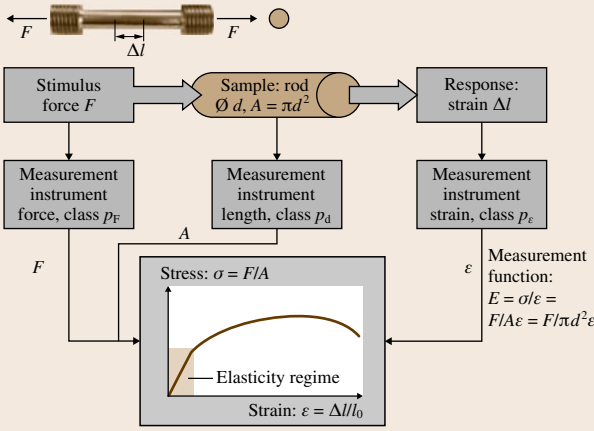 F
F
Δl
Stimulus
force F
Sample: rod
Ø d, A = πd²
Response:
strain Δl
Measurement
instrument
force, class p_F
Measurement
instrument
length, class p_d
Measurement
instrument
strain, class p_ε
F
A
ε
Measurement
function:
E = σ/ε =
F/Aε = F/πd²ε
Stress: σ = F/A
Elasticity regime
Strain: ε = Δl/l₀